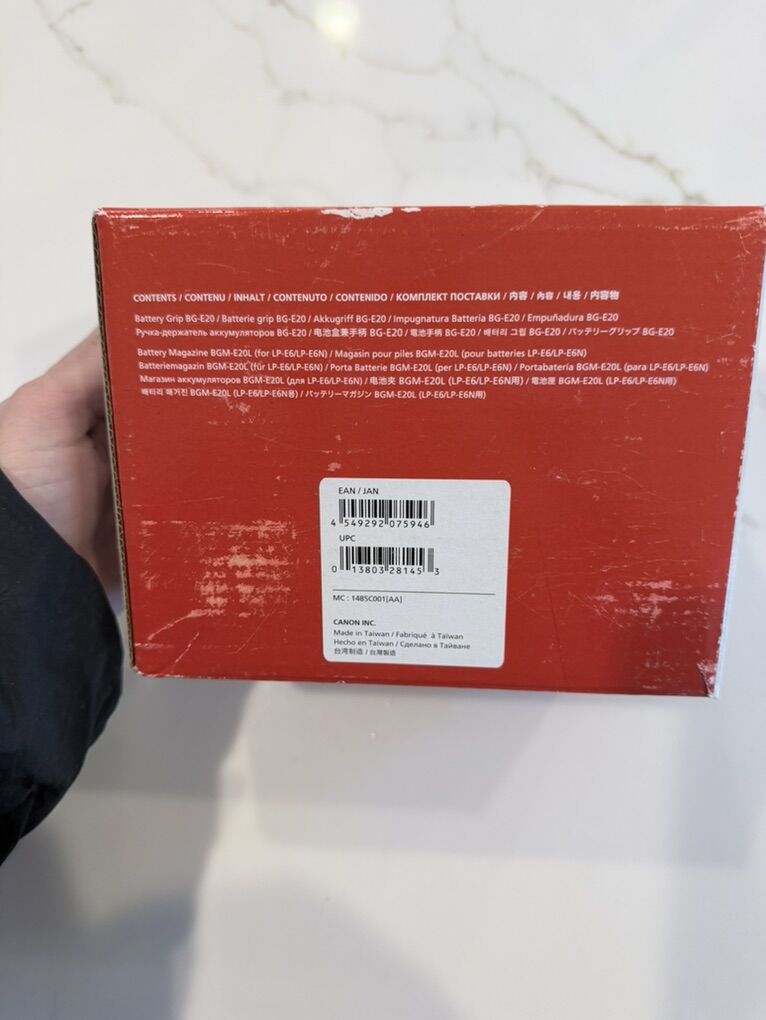 CONTENTS / CONTENU / INHALT / CONTENUTO / CONTENIDO / КОМПЛЕКТ ПОСТАВКИ / 内容 / 內容 / 내용 / 内容物
Battery Grip BG-E20 / Batterie grip BG-E20 / Akkugriff BG-E20 / Impugnatura Batteria BG-E20 / Empuñadura BG-E20
Ручка-держатель аккумуляторов BG-E20 / 电池盒兼手柄 BG-E20 / 電池手柄 BG-E20 / 배터리 그립 BG-E20 / バッテリーグリップ BG-E20
Battery Magazine BGM-E20L (for LP-E6/LP-E6N) / Magasin pour piles BGM-E20L (pour batteries LP-E6/LP-E6N)
Batteriemagazin BGM-E20L (für LP-E6/LP-E6N) / Porta Batterie BGM-E20L (per LP-E6/LP-E6N) / Portabatería BGM-E20L (para LP-E6/LP-E6N)
Магазин аккумуляторов BGM-E20L (для LP-E6/LP-E6N) / 电池夹 BGM-E20L (LP-E6/LP-E6N用) / 電池匣 BGM-E20L (LP-E6/LP-E6N用)
배터리 매거진 BGM-E20L (LP-E6/LP-E6N용) / バッテリーマガジン BGM-E20L (LP-E6/LP-E6N用)
EAN / JAN
4 549292 075946
UPC
0 13803 28145 3
MC : 1485C001[AA]
CANON INC.
Made in Taiwan / Fabriqué à Taïwan
Hecho en Taiwan / Сделано в Тайване
台湾制造 / 台灣製造